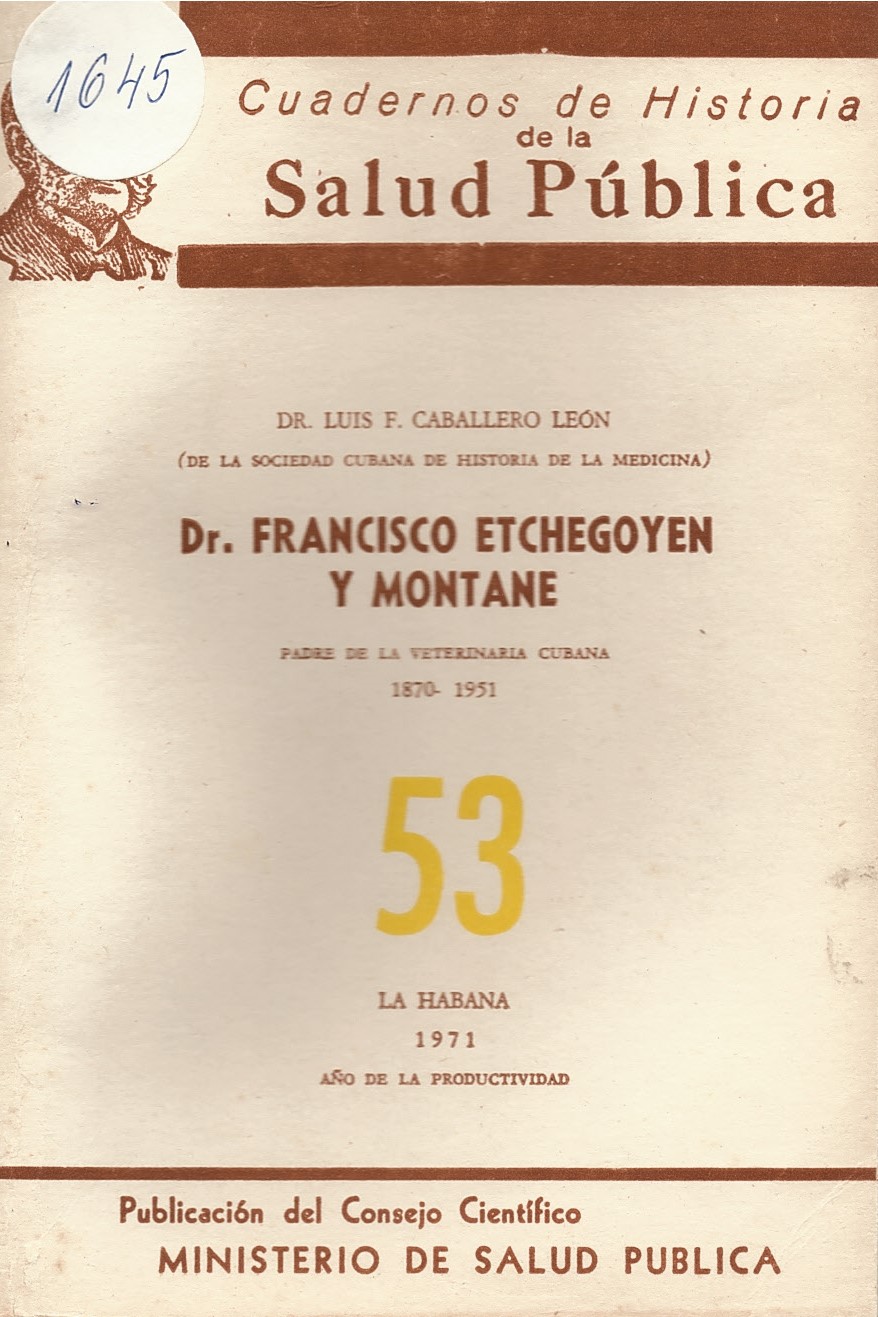 1645
Cuadernos de Historia
de la
Salud Pública
DR. LUIS F. CABALLERO LEÓN
(DE LA SOCIEDAD CUBANA DE HISTORIA DE LA MEDICINA)
Dr. FRANCISCO ETCHEGOYEN
Y MONTANE
PADRE DE LA VETERINARIA CUBANA
1870- 1951
53
LA HABANA
1971
AÑO DE LA PRODUCTIVIDAD
Publicación del Consejo Científico
MINISTERIO DE SALUD PUBLICA